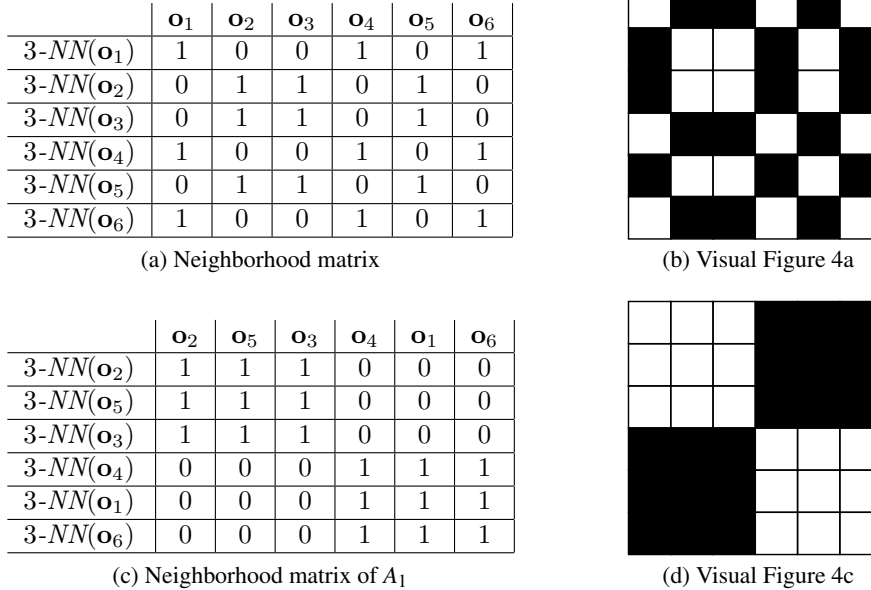 o₁ o₂ o₃ o₄ o₅ o₆
3-NN(o₁) 1 0 0 1 0 1
3-NN(o₂) 0 1 1 0 1 0
3-NN(o₃) 0 1 1 0 1 0
3-NN(o₄) 1 0 0 1 0 1
3-NN(o₅) 0 1 1 0 1 0
3-NN(o₆) 1 0 0 1 0 1
(a) Neighborhood matrix
(b) Visual Figure 4a
o₂ o₅ o₃ o₄ o₁ o₆
3-NN(o₂) 1 1 1 0 0 0
3-NN(o₅) 1 1 1 0 0 0
3-NN(o₃) 1 1 1 0 0 0
3-NN(o₄) 0 0 0 1 1 1
3-NN(o₁) 0 0 0 1 1 1
3-NN(o₆) 0 0 0 1 1 1
(c) Neighborhood matrix of A₁
(d) Visual Figure 4c